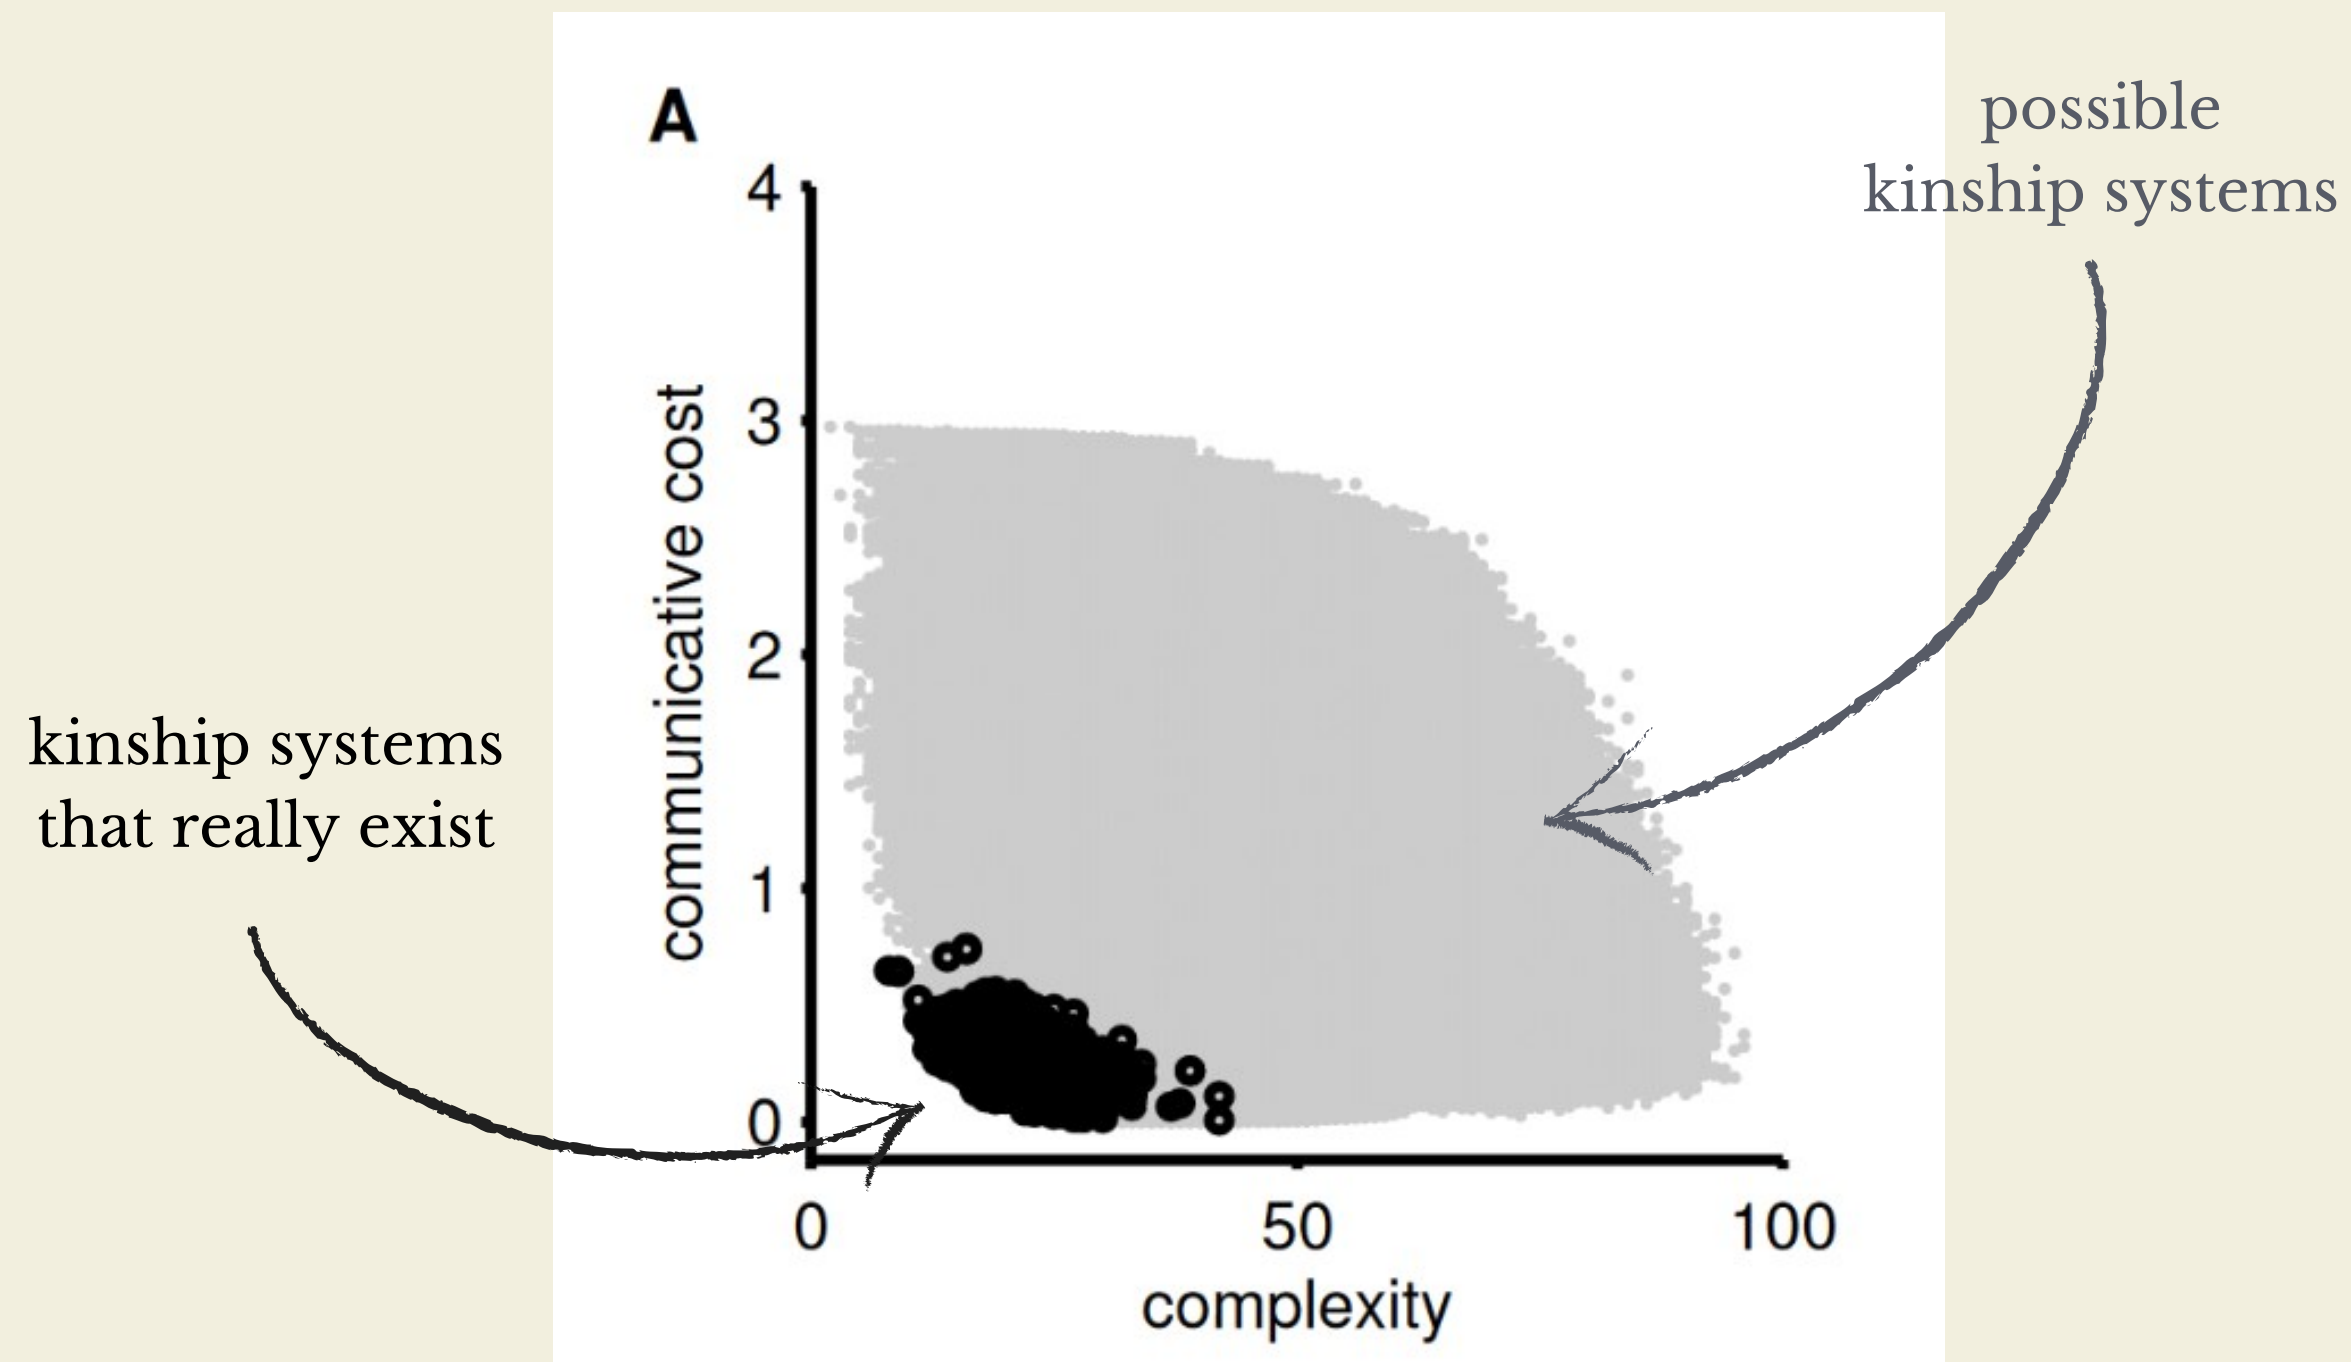 A
possible
kinship systems
4
3
2
1
0
communicative cost
kinship systems
that really exist
0 50 100
complexity